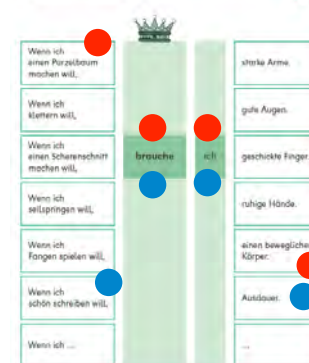 Wenn ich
einen Purzelbaum
machen will,
starke Arme.
Wenn ich
klettern will,
gute Augen.
Wenn ich
einen Scherenschnitt
machen will,
brauche
ich
geschickte Finger.
Wenn ich
seilspringen will,
ruhige Hände.
Wenn ich
Fangen spielen will,
einen beweglichen
Körper.
Wenn ich
schön schreiben will,
Ausdauer.
Wenn ich ...
...